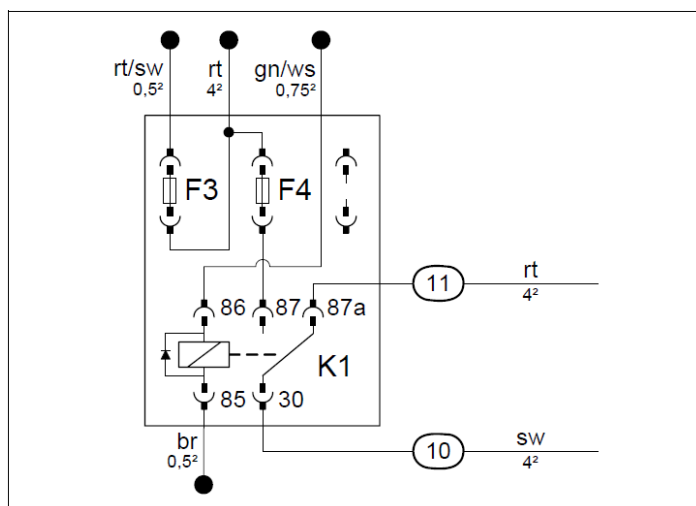 rt/sw
0,5²
rt
4²
gn/ws
0,75²
F3
F4
11
rt
4²
86
87
87a
K1
85
30
br
0,5²
10
sw
4²